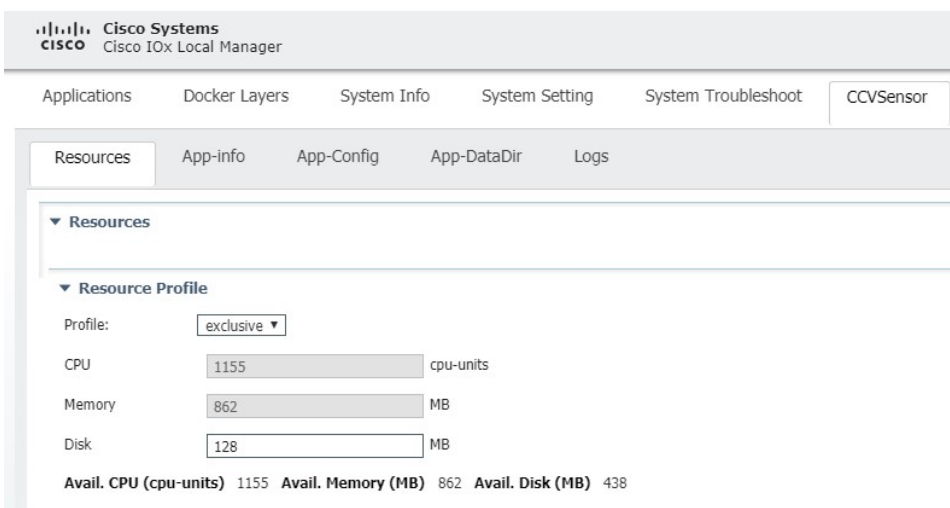 Cisco Systems
CISCO Cisco IOx Local Manager
Applications Docker Layers System Info System Setting System Troubleshoot CCVSensor
Resources App-info App-Config App-DataDir Logs
Resources
Resource Profile
Profile: exclusive
CPU 1155 cpu-units
Memory 862 MB
Disk 128 MB
Avail. CPU (cpu-units) 1155 Avail. Memory (MB) 862 Avail. Disk (MB) 438